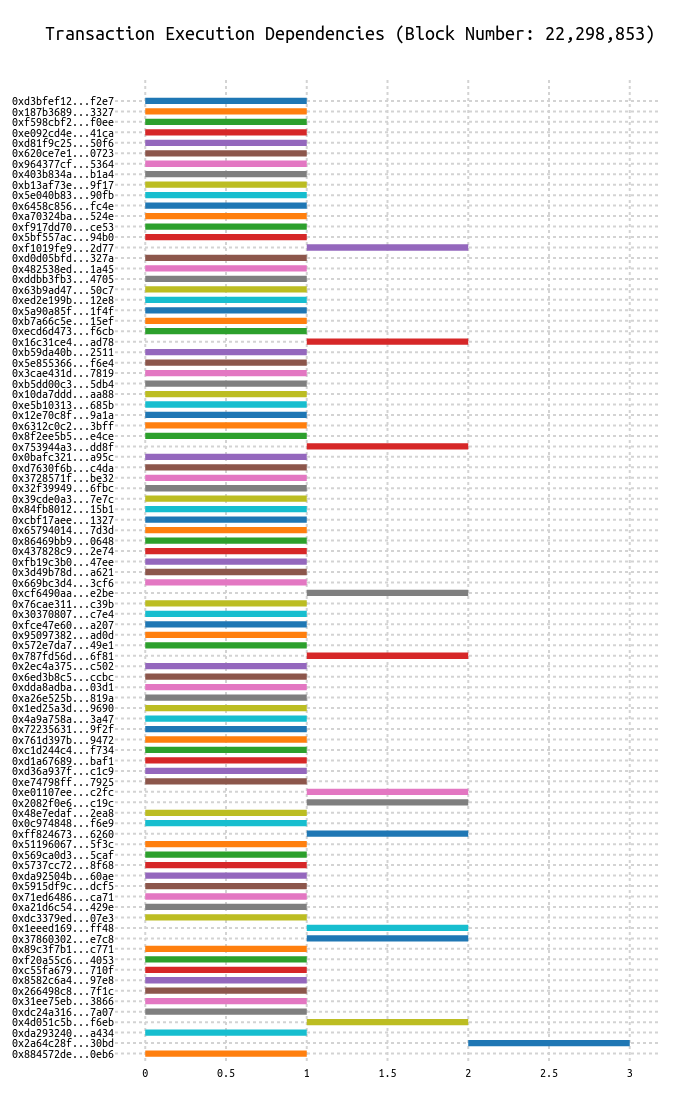 Transaction Execution Dependencies (Block Number: 22,298,853)
0xd3bfef12...f2e7
0x187b3689...3327
0xf598cbf2...f0ee
0xe092cd4e...41ca
0xd81f9c25...50f6
0x620ce7e1...0723
0x964377cf...5364
0x403b834a...b1a4
0xb13af73e...9f17
0x5e040b83...90fb
0x6458c856...fc4e
0xa70324ba...524e
0xf917dd70...ce53
0x5bf557ac...94b0
0xf1019fe9...2d77
0xd0d05bfd...327a
0x482538ed...1a45
0xddbb3fb3...4705
0x63b9ad47...50c7
0xed2e199b...12e8
0x5a90a85f...1f4f
0xb7a66c5e...15ef
0xecd6d473...f6cb
0x16c31ce4...ad78
0xb59da40b...2511
0x5e855366...f6e4
0x3cae431d...7819
0xb5dd00c3...5db4
0x10da7ddd...aa88
0xe5b10313...685b
0x12e70c8f...9a1a
0x6312c0c2...3bff
0x8f2ee5b5...e4ce
0x753944a3...dd8f
0x0bafc321...a95c
0xd7630f6b...c4da
0x3728571f...be32
0x32f39949...6fbc
0x39cde0a3...7e7c
0x84fb8012...15b1
0xcbf17aee...1327
0x65794014...7d3d
0x86469bb9...0648
0x437828c9...2e74
0xfb19c3b0...47ee
0x3d49b78d...a621
0x669bc3d4...3cf6
0xcf6490aa...e2be
0x76cae311...c39b
0x30370807...c7e4
0xfce47e60...a207
0x95097382...ad0d
0x572e7da7...49e1
0x787fd56d...6f81
0x2ec4a375...c502
0x6ed3b8c5...ccbc
0xdda8adba...03d1
0xa26e525b...819a
0x1ed25a3d...9690
0x4a9a758a...3a47
0x72235631...9f2f
0x761d397b...9472
0xc1d244c4...f734
0xd1a67689...baf1
0xd36a937f...c1c9
0xe74798ff...7925
0xe01107ee...c2fc
0x2082f0e6...c19c
0x48e7edaf...2ea8
0x0c974848...f6e9
0xff824673...6260
0x51196067...5f3c
0x569ca0d3...5caf
0x5737cc72...8f68
0xda92504b...60ae
0x5915df9c...dcf5
0x71ed6486...ca71
0xa21d6c54...429e
0xdc3379ed...07e3
0x1eeed169...ff48
0x37860302...e7c8
0x89c3f7b1...c771
0xf20a55c6...4053
0xc55fa679...710f
0x8582c6a4...97e8
0x266498c8...7f1c
0x31ee75eb...3866
0xdc24a316...7a07
0x4d051c5b...f6eb
0xda293240...a434
0x2a64c28f...30bd
0x884572de...0eb6
0 0.5 1 1.5 2 2.5 3